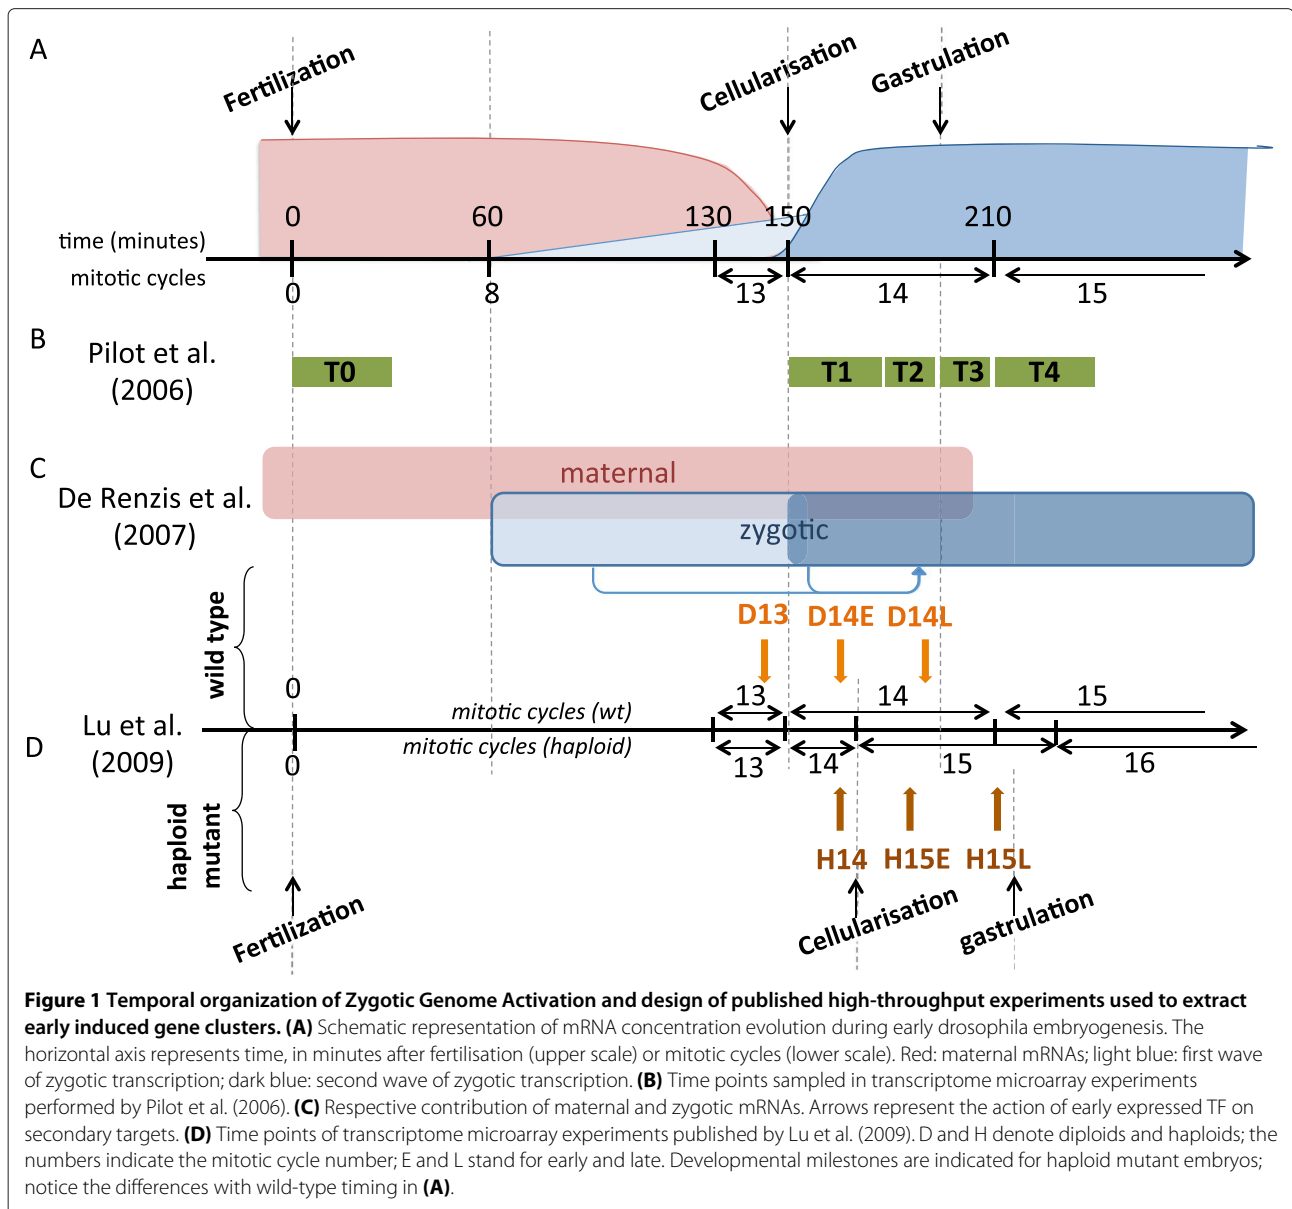 A
Fertilization
Cellularisation
Gastrulation
0 60 130 150 210
time (minutes)
mitotic cycles
0 8 13 14 15
B
Pilot et al.
(2006)
T0 T1 T2 T3 T4
C
De Renzis et al.
(2007)
maternal
zygotic
wild type
D13 D14E D14L
0 13 14 15
mitotic cycles (wt)
Lu et al.
(2009)
D
mitotic cycles (haploid)
0 13 14 15 16
haploid
mutant
H14 H15E H15L
Fertilization
Cellularisation
gastrulation
Figure 1 Temporal organization of Zygotic Genome Activation and design of published high-throughput experiments used to extract
early induced gene clusters. (A) Schematic representation of mRNA concentration evolution during early drosophila embryogenesis. The
horizontal axis represents time, in minutes after fertilisation (upper scale) or mitotic cycles (lower scale). Red: maternal mRNAs; light blue: first wave
of zygotic transcription; dark blue: second wave of zygotic transcription. (B) Time points sampled in transcriptome microarray experiments
performed by Pilot et al. (2006). (C) Respective contribution of maternal and zygotic mRNAs. Arrows represent the action of early expressed TF on
secondary targets. (D) Time points of transcriptome microarray experiments published by Lu et al. (2009). D and H denote diploids and haploids; the
numbers indicate the mitotic cycle number; E and L stand for early and late. Developmental milestones are indicated for haploid mutant embryos;
notice the differences with wild-type timing in (A).